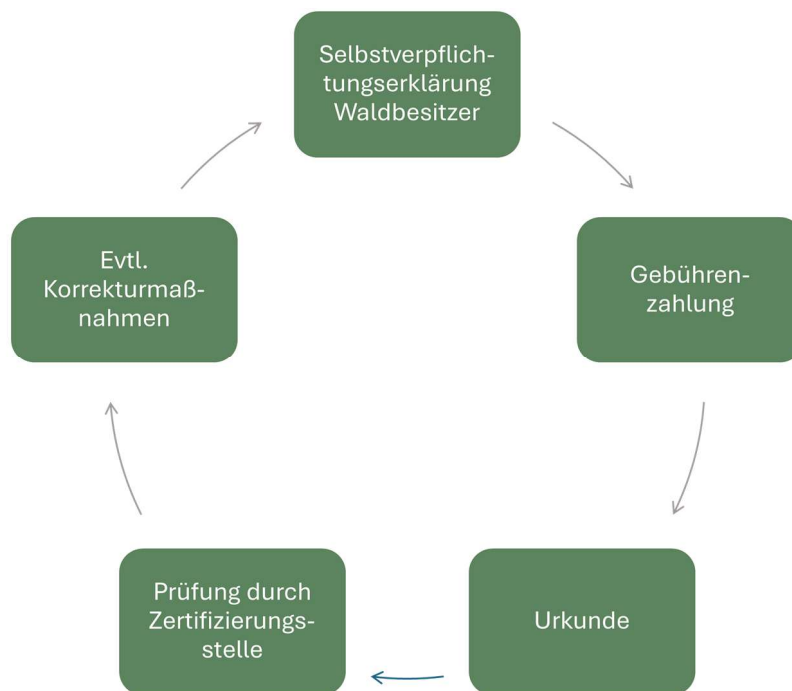 Selbstverpflich-
tungserklärung
Waldbesitzer
Gebühren-
zahlung
Urkunde
Prüfung durch
Zertifizierungs-
stelle
Evtl.
Korrekturmaß-
nahmen